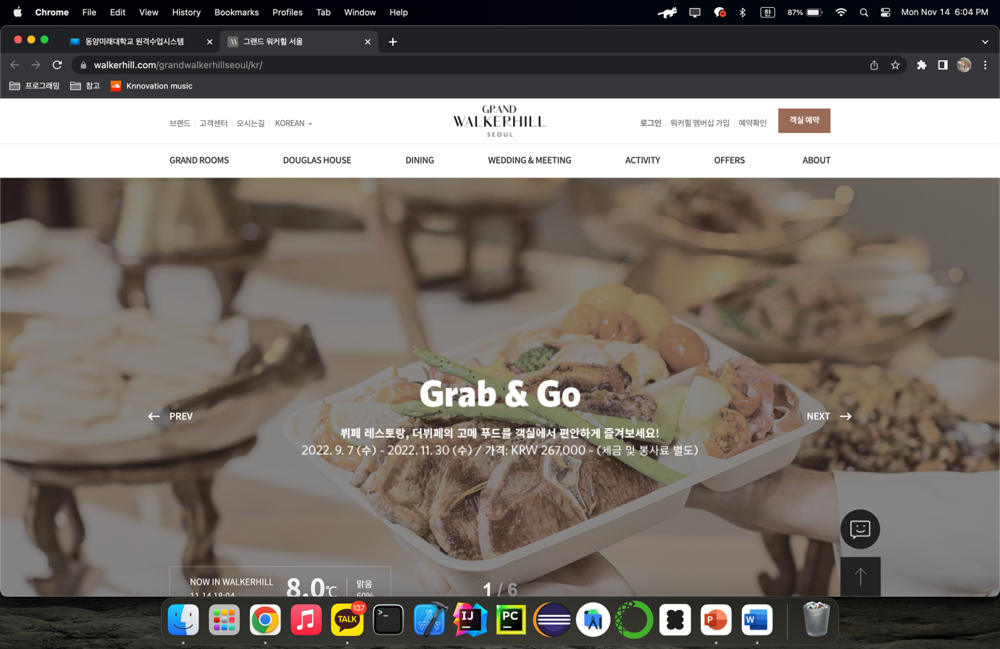 Chrome File Edit View History Bookmarks Profiles Tab Window Help 한 87% Mon Nov 14 6:04 PM
동양미래대학교 원격수업시스템 그랜드 워커힐 서울
walkerhill.com/grandwalkerhillseoul/kr/
프로그래밍 참고 Knnovation music
브랜드 고객센터 오시는길 KOREAN
GRAND
WALKERHILL
SEOUL
로그인 워커힐 멤버십 가입 예약확인 객실 예약
GRAND ROOMS DOUGLAS HOUSE DINING WEDDING & MEETING ACTIVITY OFFERS ABOUT
Grab & Go
PREV
NEXT
뷔페 레스토랑, 더뷔페의 고메 푸드를 객실에서 편안하게 즐겨보세요!
2022. 9. 7 (수) ~ 2022. 11. 30 (수) / 가격: KRW 267,000 ~ (세금 및 봉사료 별도)
NOW IN WALKERHILL 8.0℃ 맑음
11.14 18:04 60%
1 / 6
TALK 137 >_ IJ PC P W